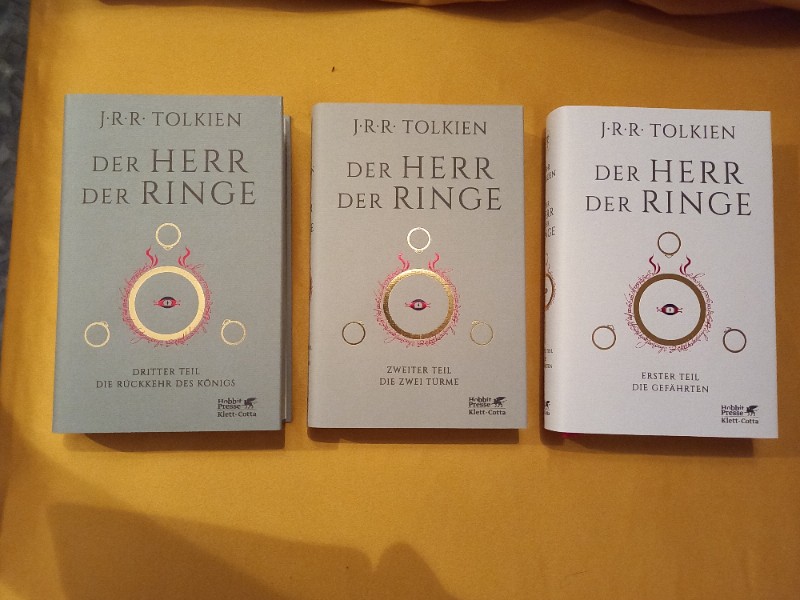 J·R·R· TOLKIEN
DER HERR
DER RINGE
DRITTER TEIL
DIE RÜCKKEHR DES KÖNIGS
Hobbit
Presse
Klett-Cotta
J·R·R· TOLKIEN
DER HERR
DER RINGE
ZWEITER TEIL
DIE ZWEI TÜRME
Hobbit
Presse
Klett-Cotta
J·R·R· TOLKIEN
DER HERR
DER RINGE
ERSTER TEIL
DIE GEFÄHRTEN
Hobbit
Presse
Klett-Cotta